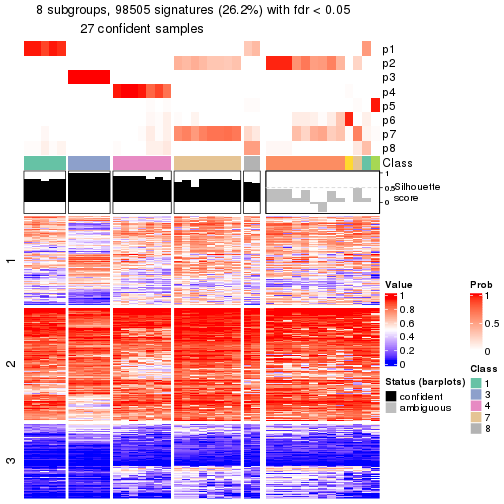 8 subgroups, 98505 signatures (26.2%) with fdr < 0.05
27 confident samples
p1
p2
p3
p4
p5
p6
p7
p8
Class
1
0.5
0
Silhouette
score
1
2
3
Value
1
0.8
0.6
0.4
0.2
0
Status (barplots)
confident
ambiguous
Prob
1
0.5
0
Class
1
3
4
7
8